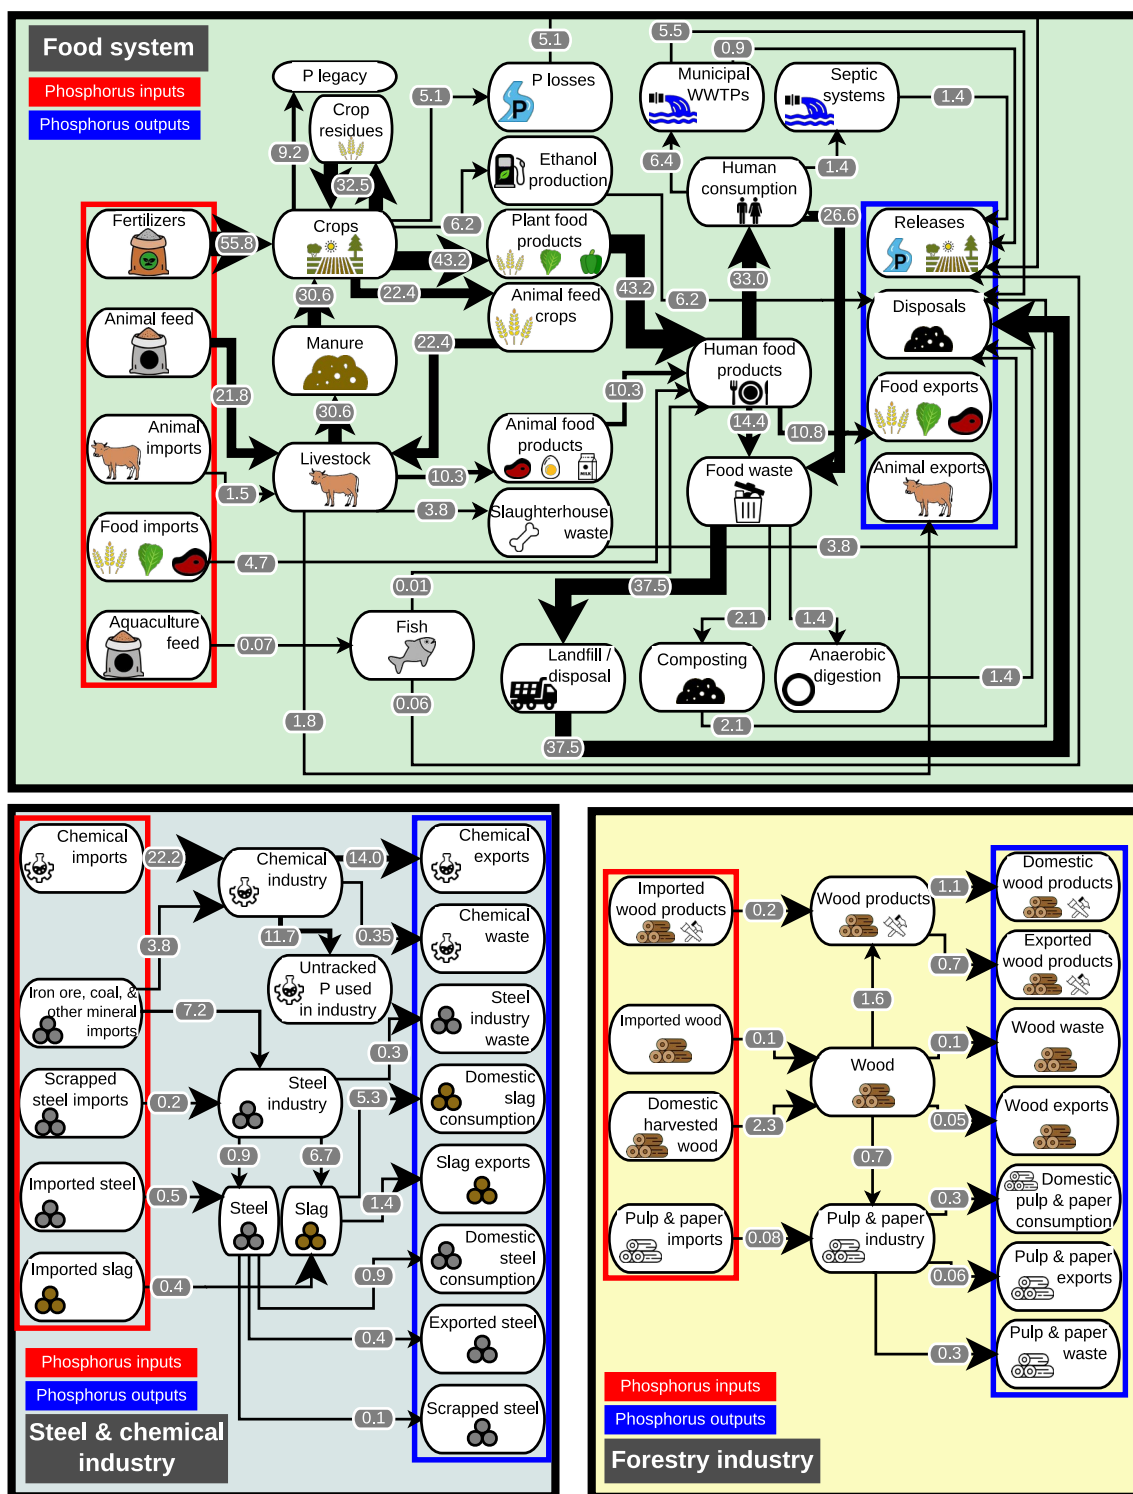 Food system
Phosphorus inputs
Phosphorus outputs
P legacy
Crop
residues
5.1
5.1
P losses
5.5
0.9
Municipal
WWTPs
Septic
systems
1.4
9.2
32.5
6.2
Ethanol
production
6.4
Human
consumption
1.4
26.6
Fertilizers
55.8
Crops
43.2
Plant food
products
43.2
33.0
Releases
30.6
22.4
Animal feed
crops
6.2
Disposals
Animal feed
Manure
22.4
Human food
products
21.8
30.6
10.3
14.4
10.8
Food exports
Animal
imports
Livestock
10.3
Animal food
products
MILK
Food waste
Animal exports
1.5
3.8
Slaughterhouse
waste
3.8
Food imports
4.7
0.01
37.5
Aquaculture
feed
0.07
Fish
2.1
1.4
Landfill /
disposal
Composting
Anaerobic
digestion
1.4
0.06
1.8
37.5
2.1
Chemical
imports
22.2
Chemical
industry
14.0
Chemical
exports
3.8
11.7
0.35
Chemical
waste
Iron ore, coal, &
other mineral
imports
7.2
Untracked
P used
in industry
Steel
industry
waste
0.3
Scrapped
steel imports
0.2
Steel
industry
5.3
Domestic
slag
consumption
0.9
6.7
Imported steel
0.5
Steel
Slag
1.4
Slag exports
Imported slag
0.4
0.9
Domestic
steel
consumption
0.4
Exported steel
0.1
Scrapped steel
Phosphorus inputs
Phosphorus outputs
Steel & chemical
industry
Imported
wood products
0.2
Wood products
1.1
Domestic
wood products
0.7
Exported
wood products
1.6
Imported wood
0.1
Wood
0.1
Wood waste
Domestic
harvested
wood
2.3
0.05
Wood exports
0.7
Pulp & paper
imports
0.08
Pulp & paper
industry
0.3
Domestic
pulp & paper
consumption
0.06
Pulp & paper
exports
0.3
Pulp & paper
waste
Phosphorus inputs
Phosphorus outputs
Forestry industry